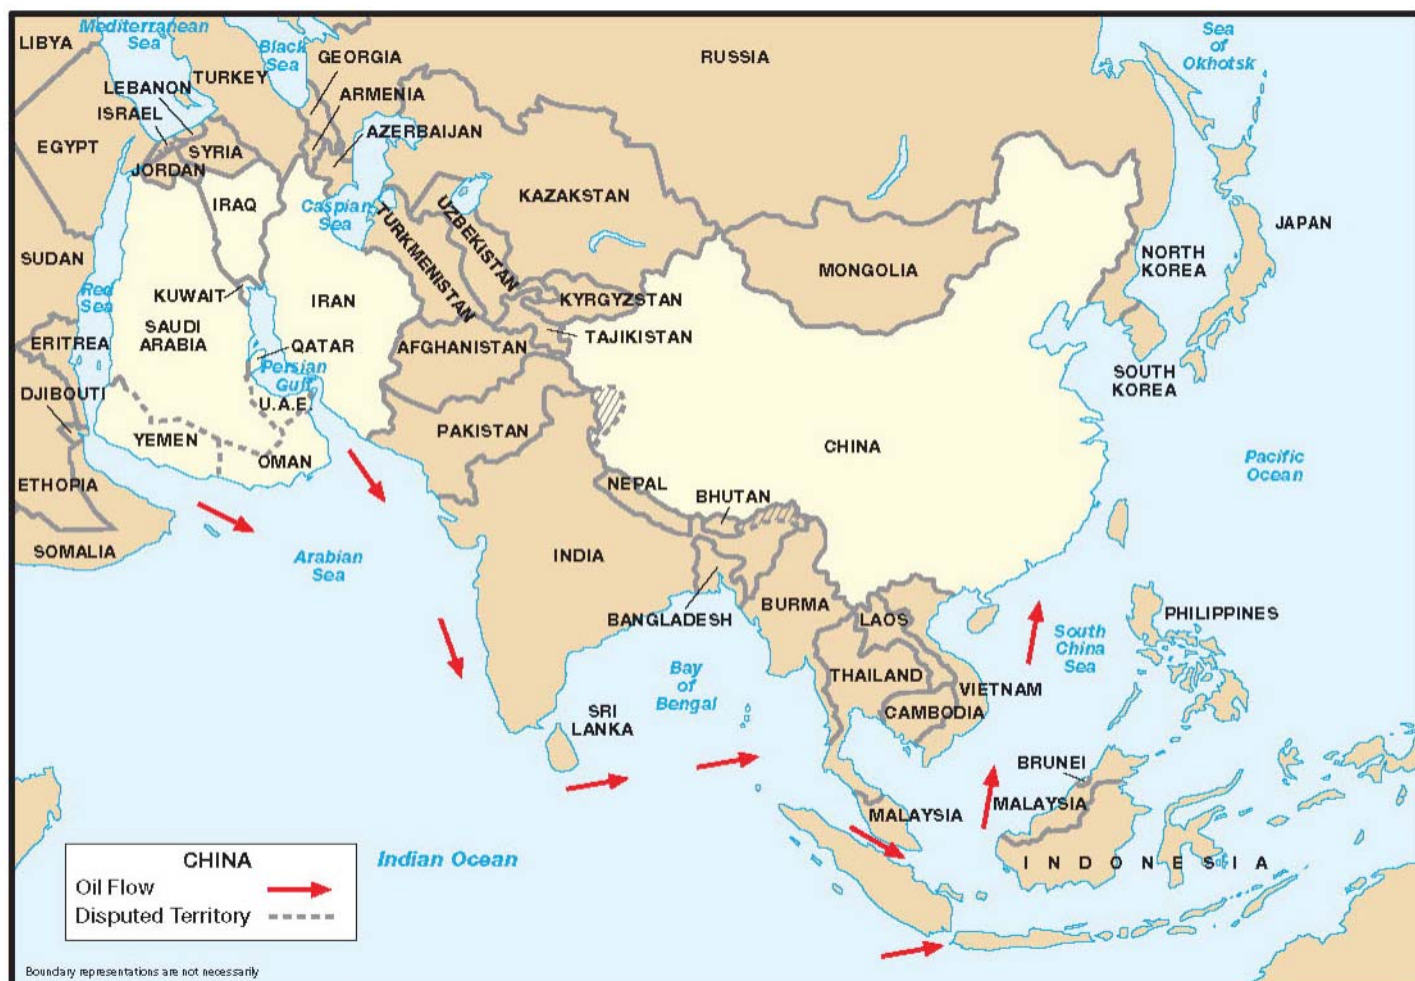 Mediterranean
Sea
Black
Sea
Sea
of
Okhotsk
LIBYA
GEORGIA
RUSSIA
TURKEY
LEBANON
ARMENIA
ISRAEL
AZERBAIJAN
EGYPT
SYRIA
JORDAN
IRAQ
Caspian
Sea
TURKMENISTAN
UZBEKISTAN
KAZAKSTAN
JAPAN
SUDAN
NORTH
KOREA
MONGOLIA
Red
Sea
KUWAIT
IRAN
KYRGYZSTAN
SAUDI
ARABIA
TAJIKISTAN
ERITREA
QATAR
AFGHANISTAN
Persian
Gulf
SOUTH
KOREA
DJIBOUTI
U.A.E.
PAKISTAN
YEMEN
CHINA
OMAN
Pacific
Ocean
ETHOPIA
NEPAL
BHUTAN
SOMALIA
Arabian
Sea
INDIA
BURMA
BANGLADESH
LAOS
PHILIPPINES
South
China
Sea
Bay
of
Bengal
THAILAND
VIETNAM
CAMBODIA
SRI
LANKA
BRUNEI
MALAYSIA
MALAYSIA
INDONESIA
Indian Ocean
CHINA
Oil Flow
Disputed Territory
Boundary representations are not necessarily